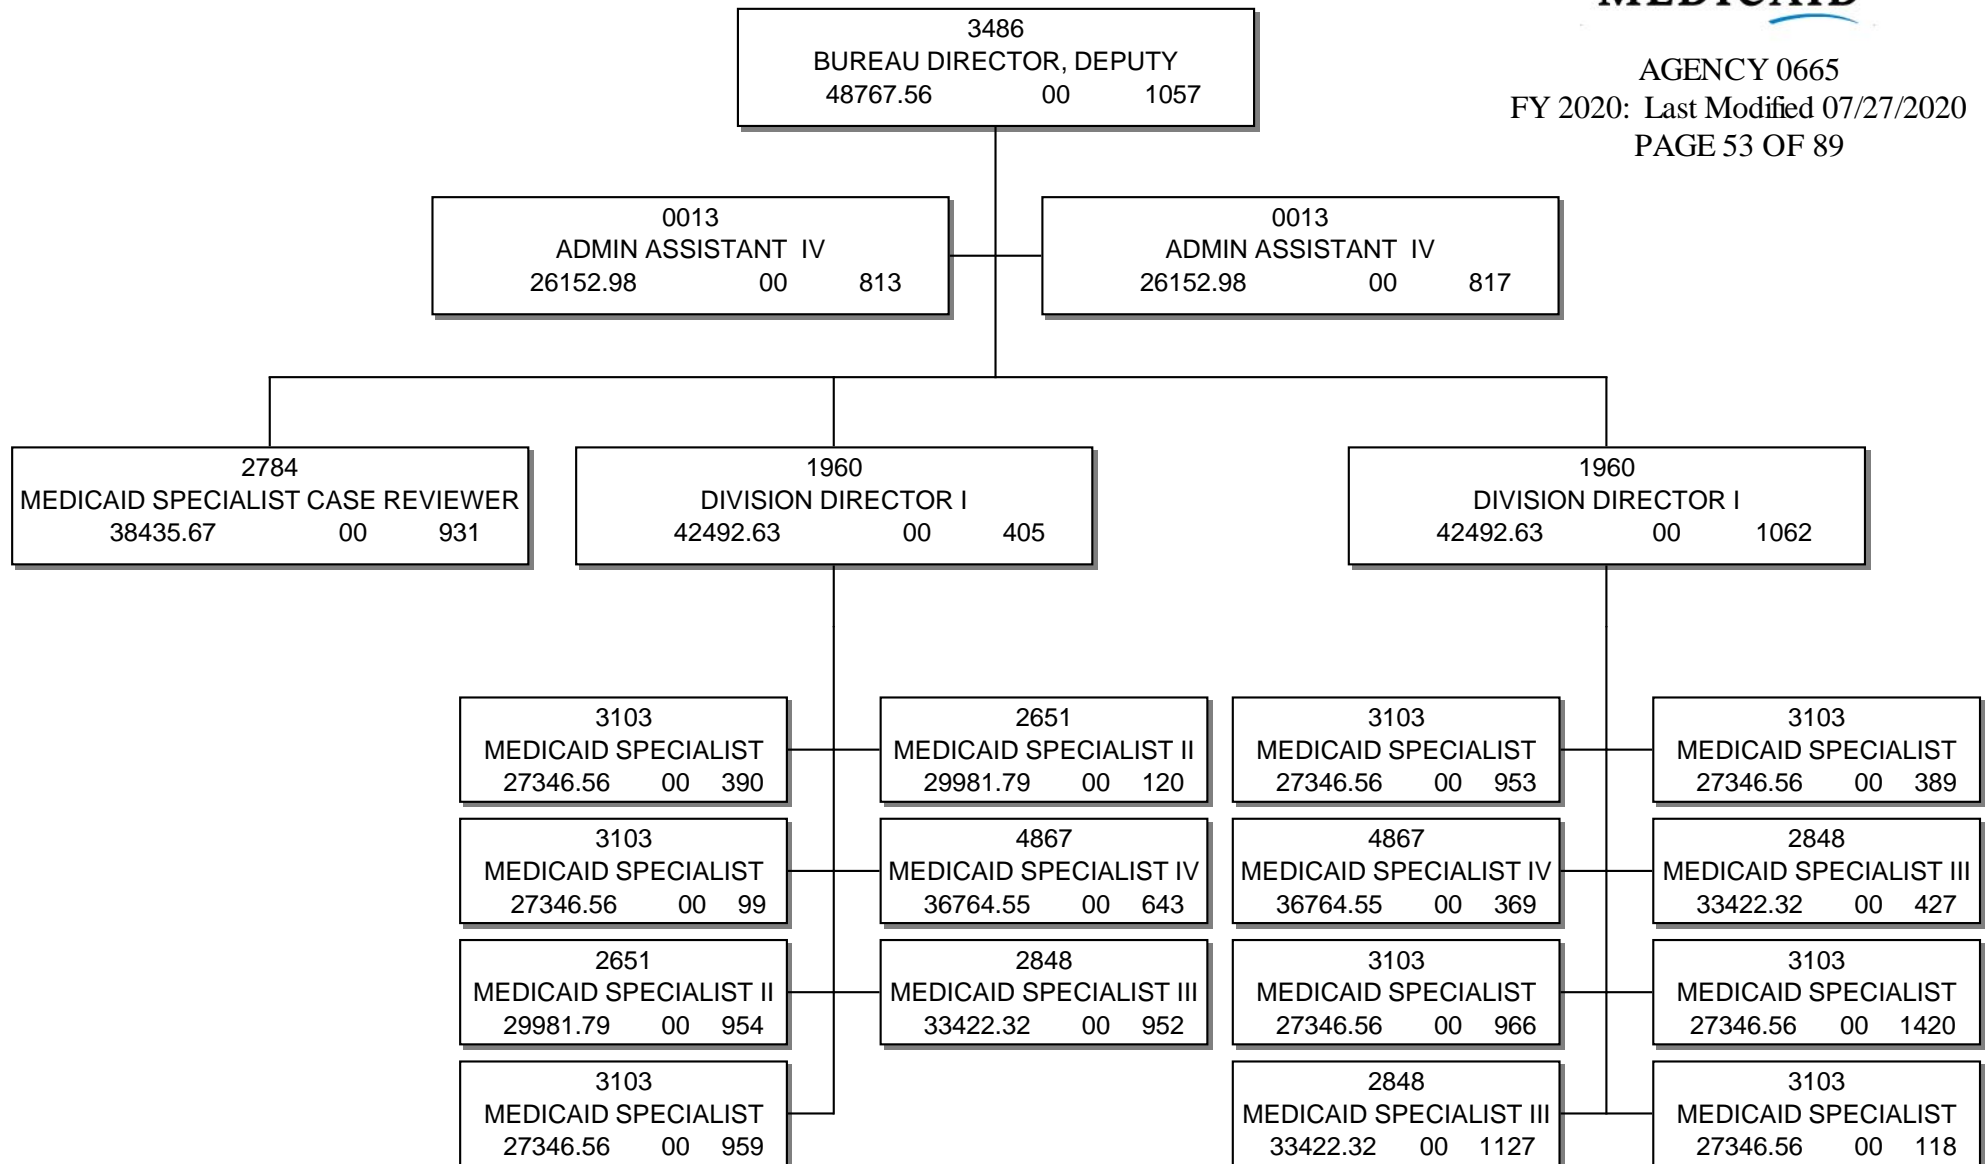 MEDICAID
AGENCY 0665
FY 2020: Last Modified 07/27/2020
PAGE 53 OF 89
3486
BUREAU DIRECTOR, DEPUTY
48767.56 00 1057
0013
ADMIN ASSISTANT IV
26152.98 00 813
0013
ADMIN ASSISTANT IV
26152.98 00 817
2784
MEDICAID SPECIALIST CASE REVIEWER
38435.67 00 931
1960
DIVISION DIRECTOR I
42492.63 00 405
1960
DIVISION DIRECTOR I
42492.63 00 1062
3103
MEDICAID SPECIALIST
27346.56 00 390
2651
MEDICAID SPECIALIST II
29981.79 00 120
3103
MEDICAID SPECIALIST
27346.56 00 953
3103
MEDICAID SPECIALIST
27346.56 00 389
3103
MEDICAID SPECIALIST
27346.56 00 99
4867
MEDICAID SPECIALIST IV
36764.55 00 643
4867
MEDICAID SPECIALIST IV
36764.55 00 369
2848
MEDICAID SPECIALIST III
33422.32 00 427
2651
MEDICAID SPECIALIST II
29981.79 00 954
2848
MEDICAID SPECIALIST III
33422.32 00 952
3103
MEDICAID SPECIALIST
27346.56 00 966
3103
MEDICAID SPECIALIST
27346.56 00 1420
3103
MEDICAID SPECIALIST
27346.56 00 959
2848
MEDICAID SPECIALIST III
33422.32 00 1127
3103
MEDICAID SPECIALIST
27346.56 00 118